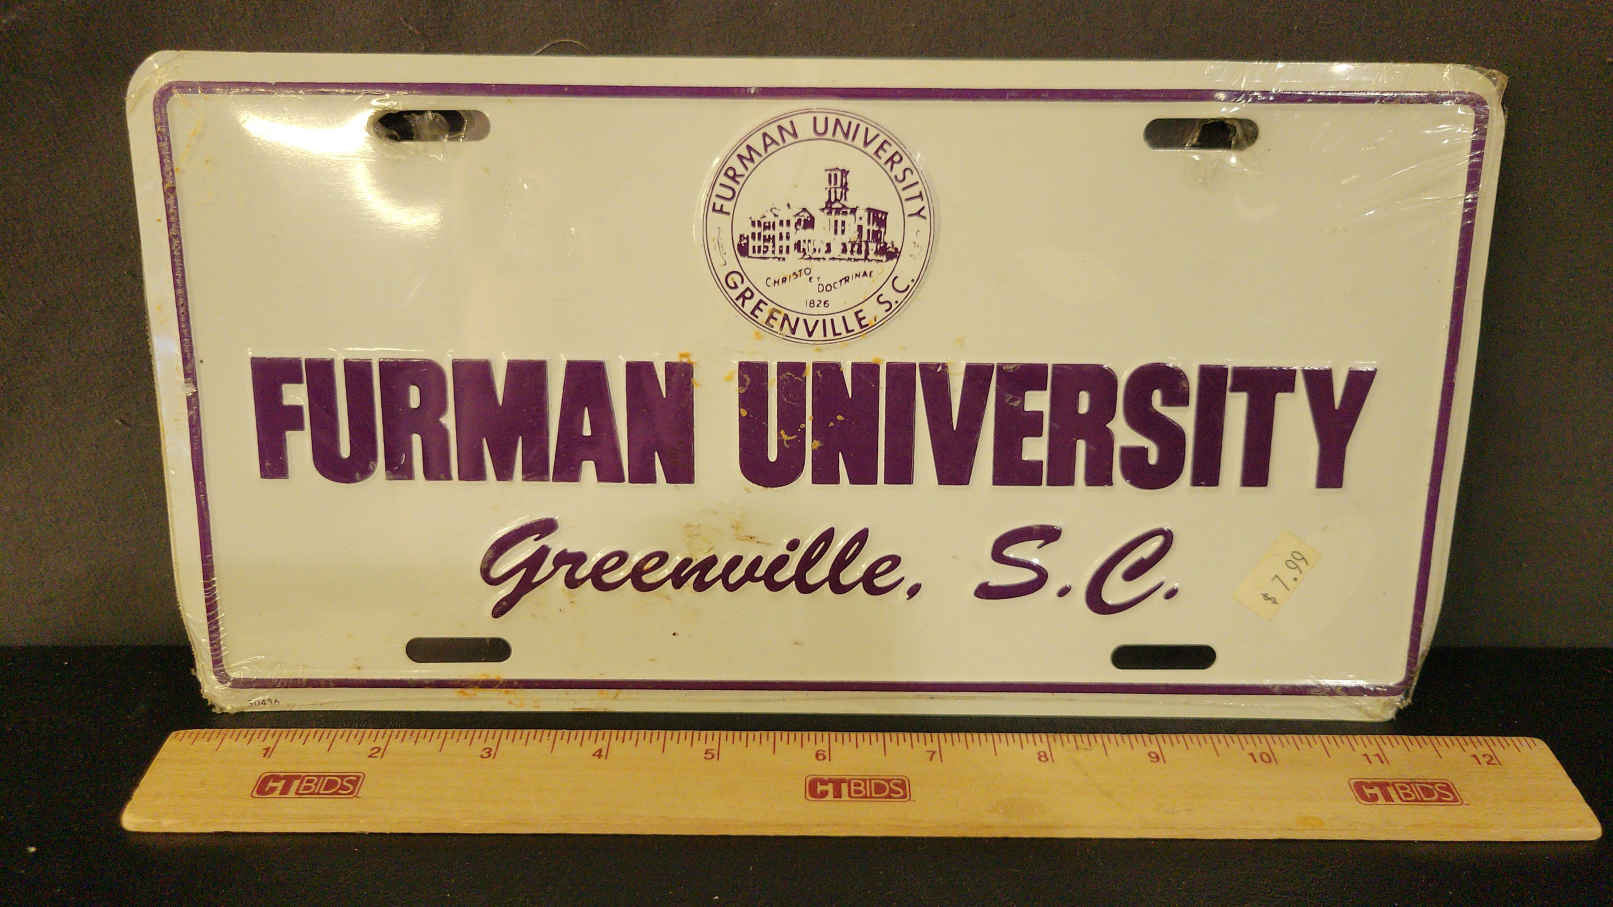 FURMAN UNIVERSITY
CHRISTO ET DOCTRINAE
1826
GREENVILLE, S.C.
FURMAN UNIVERSITY
Greenville, S.C.
$ 7.99
1 2 3 4 5 6 7 8 9 10 11 12
CTBIDS CTBIDS CTBIDS